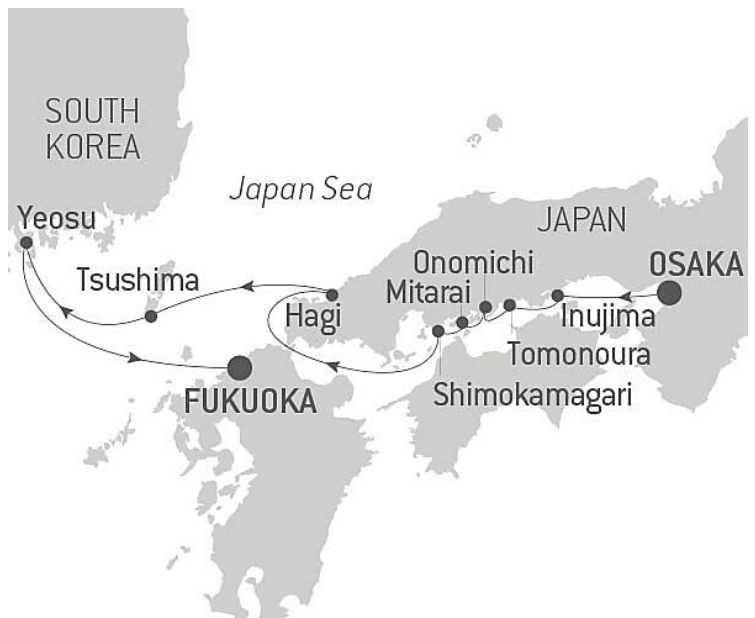 SOUTH
KOREA
Japan Sea
Yeosu
JAPAN
Tsushima
Onomichi
OSAKA
Mitarai
Hagi
Inujima
Tomonoura
FUKUOKA
Shimokamagari